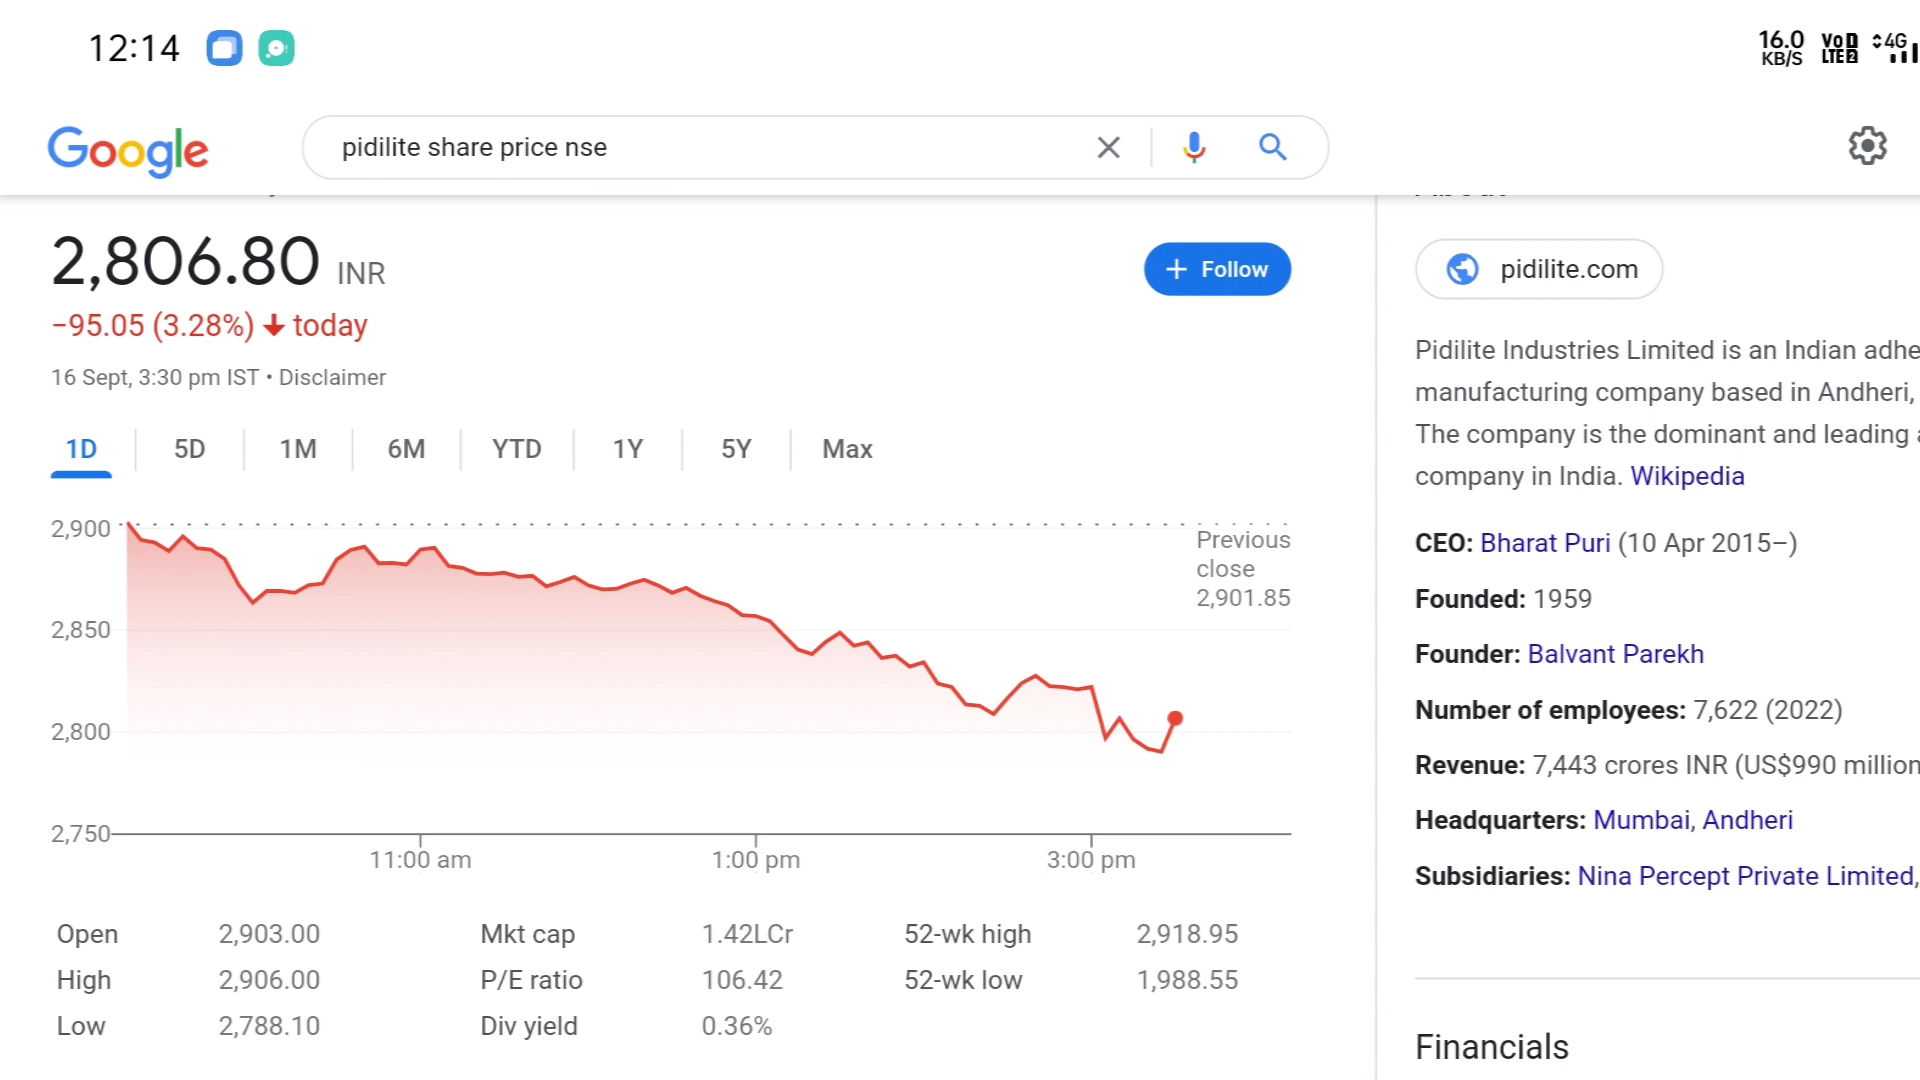 12:14
16.0 KB/S
Vo LTE 2
4G
Google
pidilite share price nse
2,806.80 INR
+ Follow
−95.05 (3.28%) ↓ today
16 Sept, 3:30 pm IST • Disclaimer
1D 5D 1M 6M YTD 1Y 5Y Max
2,900
2,850
2,800
2,750
Previous
close
2,901.85
11:00 am 1:00 pm 3:00 pm
Open 2,903.00 Mkt cap 1.42LCr 52-wk high 2,918.95
High 2,906.00 P/E ratio 106.42 52-wk low 1,988.55
Low 2,788.10 Div yield 0.36%
pidilite.com
Pidilite Industries Limited is an Indian adhe
manufacturing company based in Andheri,
The company is the dominant and leading
company in India. Wikipedia
CEO: Bharat Puri (10 Apr 2015–)
Founded: 1959
Founder: Balvant Parekh
Number of employees: 7,622 (2022)
Revenue: 7,443 crores INR (US$990 million
Headquarters: Mumbai, Andheri
Subsidiaries: Nina Percept Private Limited,
Financials